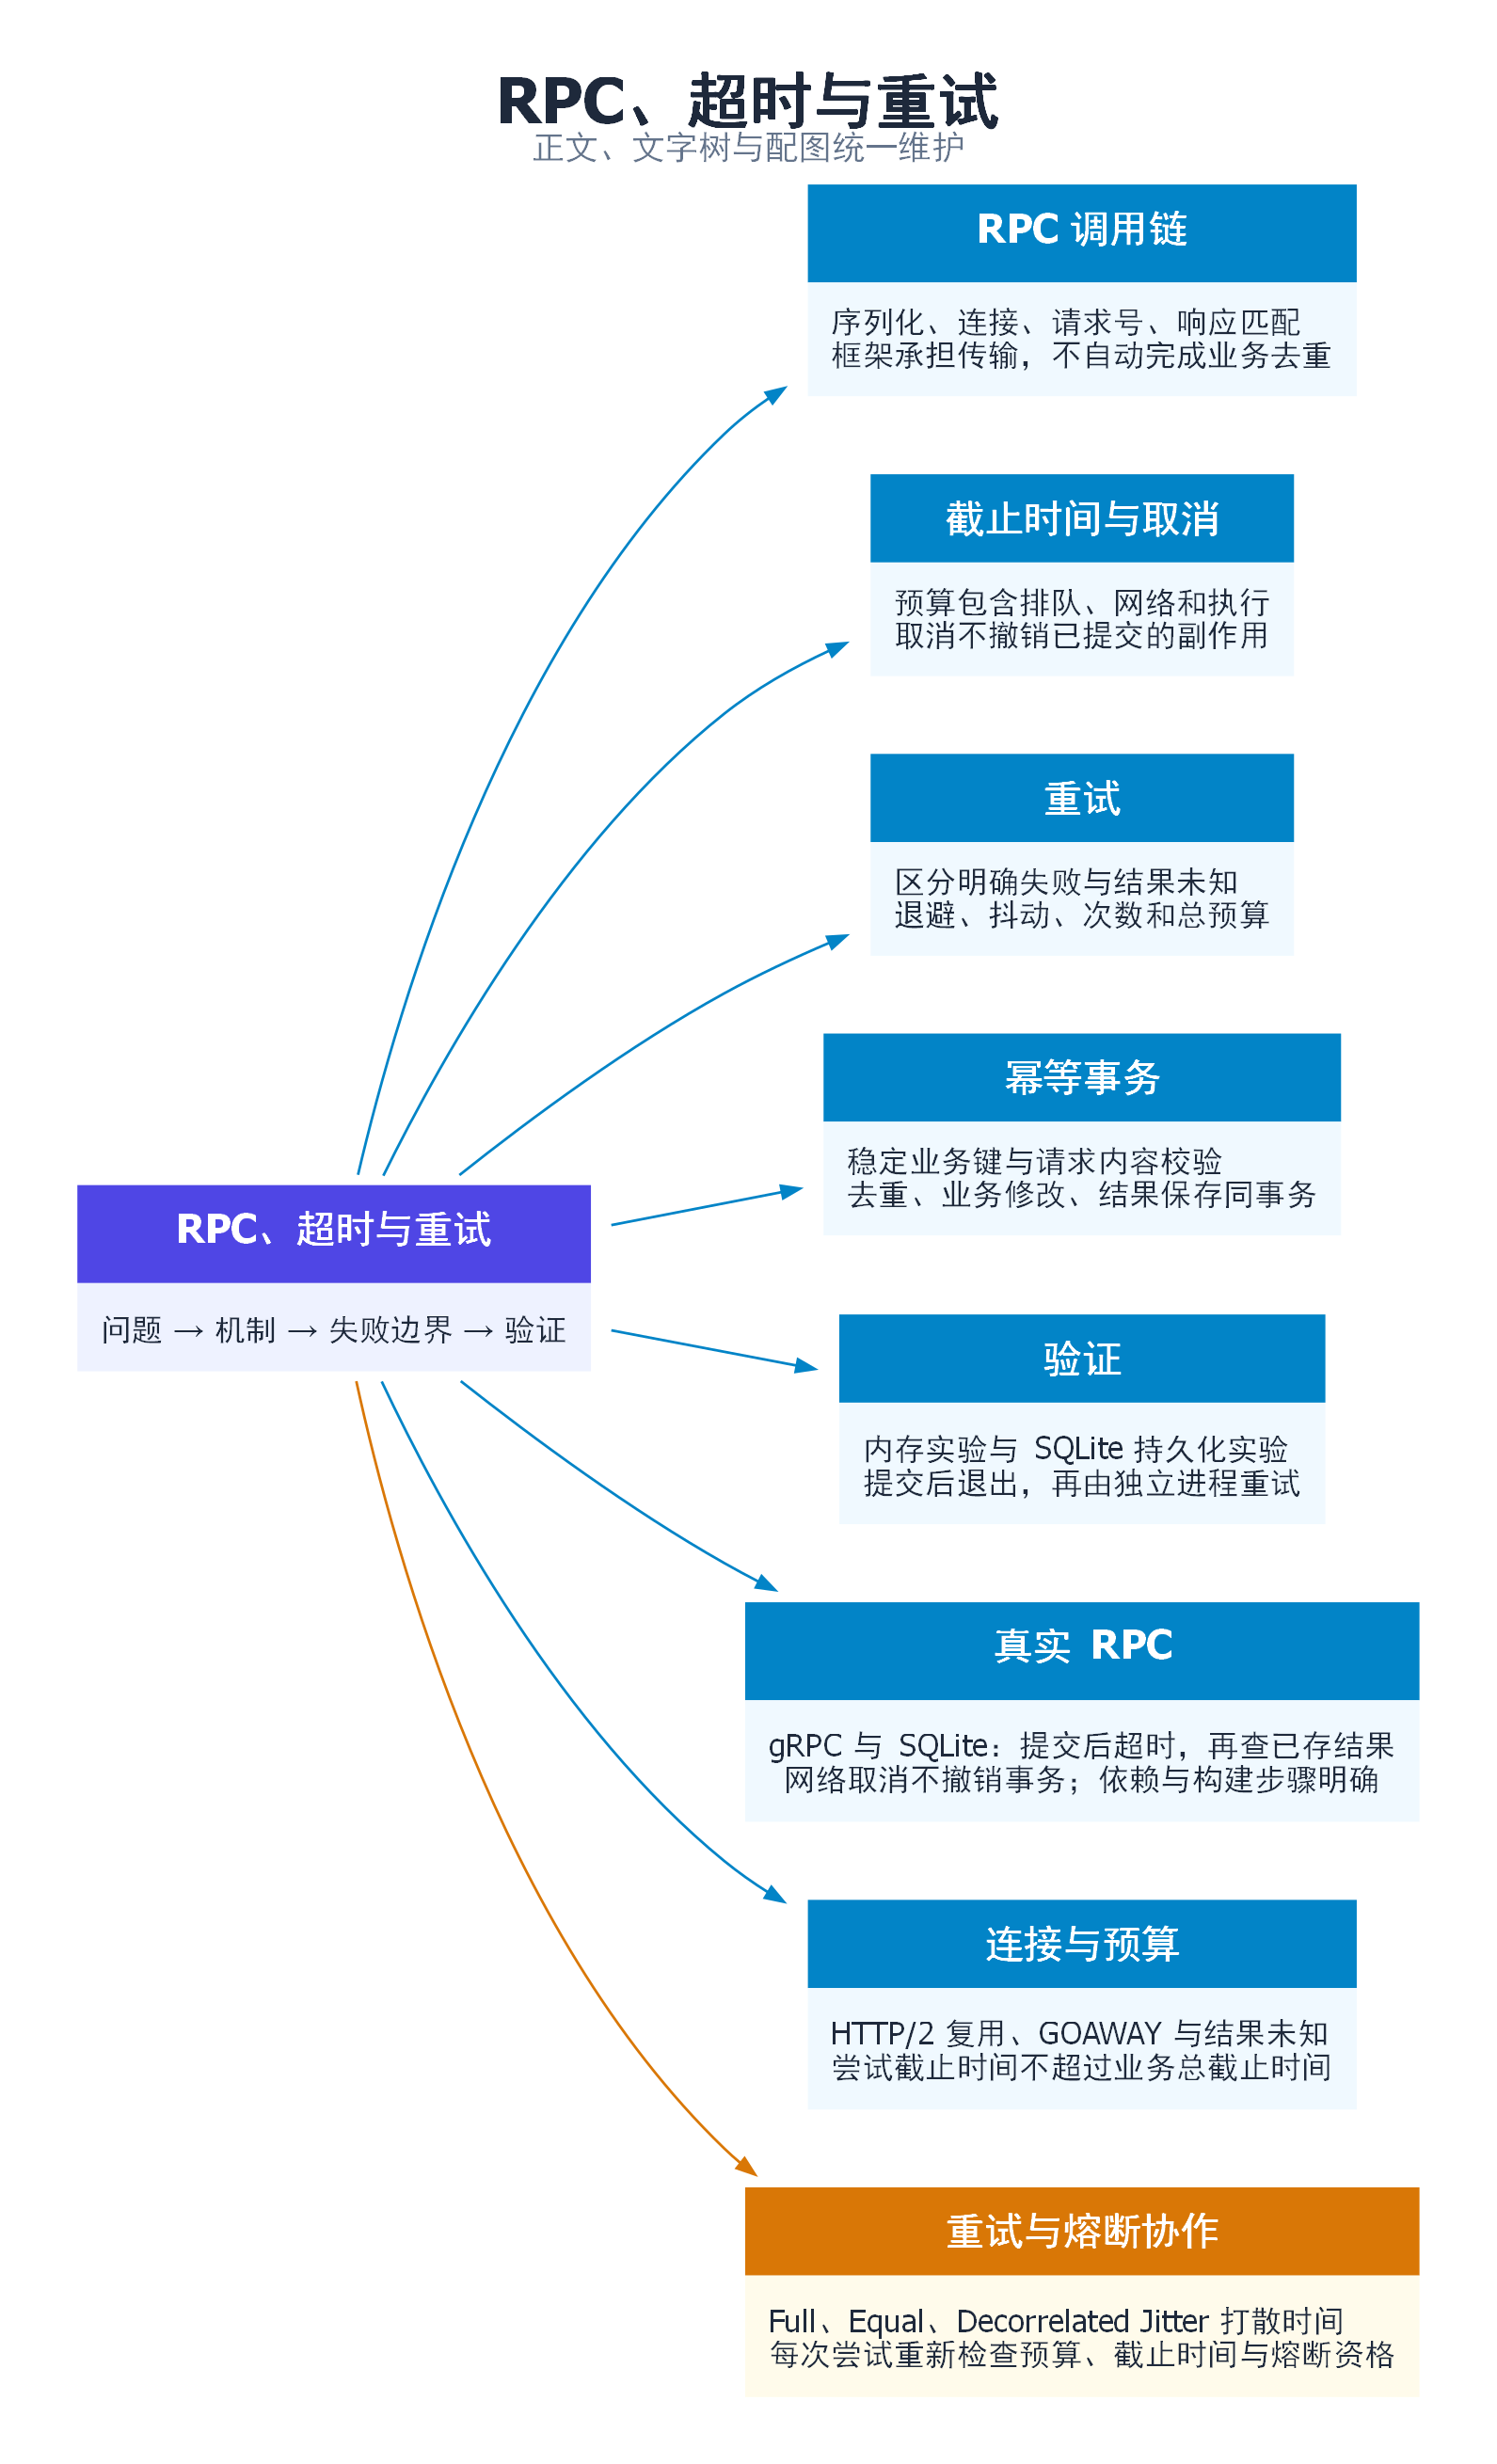 RPC、超时与重试
正文、文字树与配图统一维护
RPC 调用链
序列化、连接、请求号、响应匹配
框架承担传输，不自动完成业务去重
截止时间与取消
预算包含排队、网络和执行
取消不撤销已提交的副作用
重试
区分明确失败与结果未知
退避、抖动、次数和总预算
幂等事务
稳定业务键与请求内容校验
去重、业务修改、结果保存同事务
RPC、超时与重试
问题 → 机制 → 失败边界 → 验证
验证
内存实验与 SQLite 持久化实验
提交后退出，再由独立进程重试
真实 RPC
gRPC 与 SQLite：提交后超时，再查已存结果
网络取消不撤销事务；依赖与构建步骤明确
连接与预算
HTTP/2 复用、GOAWAY 与结果未知
尝试截止时间不超过业务总截止时间
重试与熔断协作
Full、Equal、Decorrelated Jitter 打散时间
每次尝试重新检查预算、截止时间与熔断资格